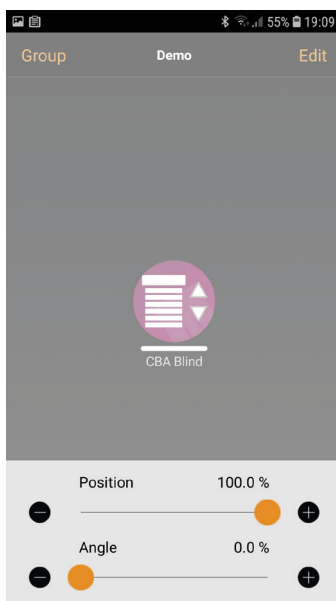 55% 19:09
Group Demo Edit
CBA Blind
Position 100.0 %
Angle 0.0 %